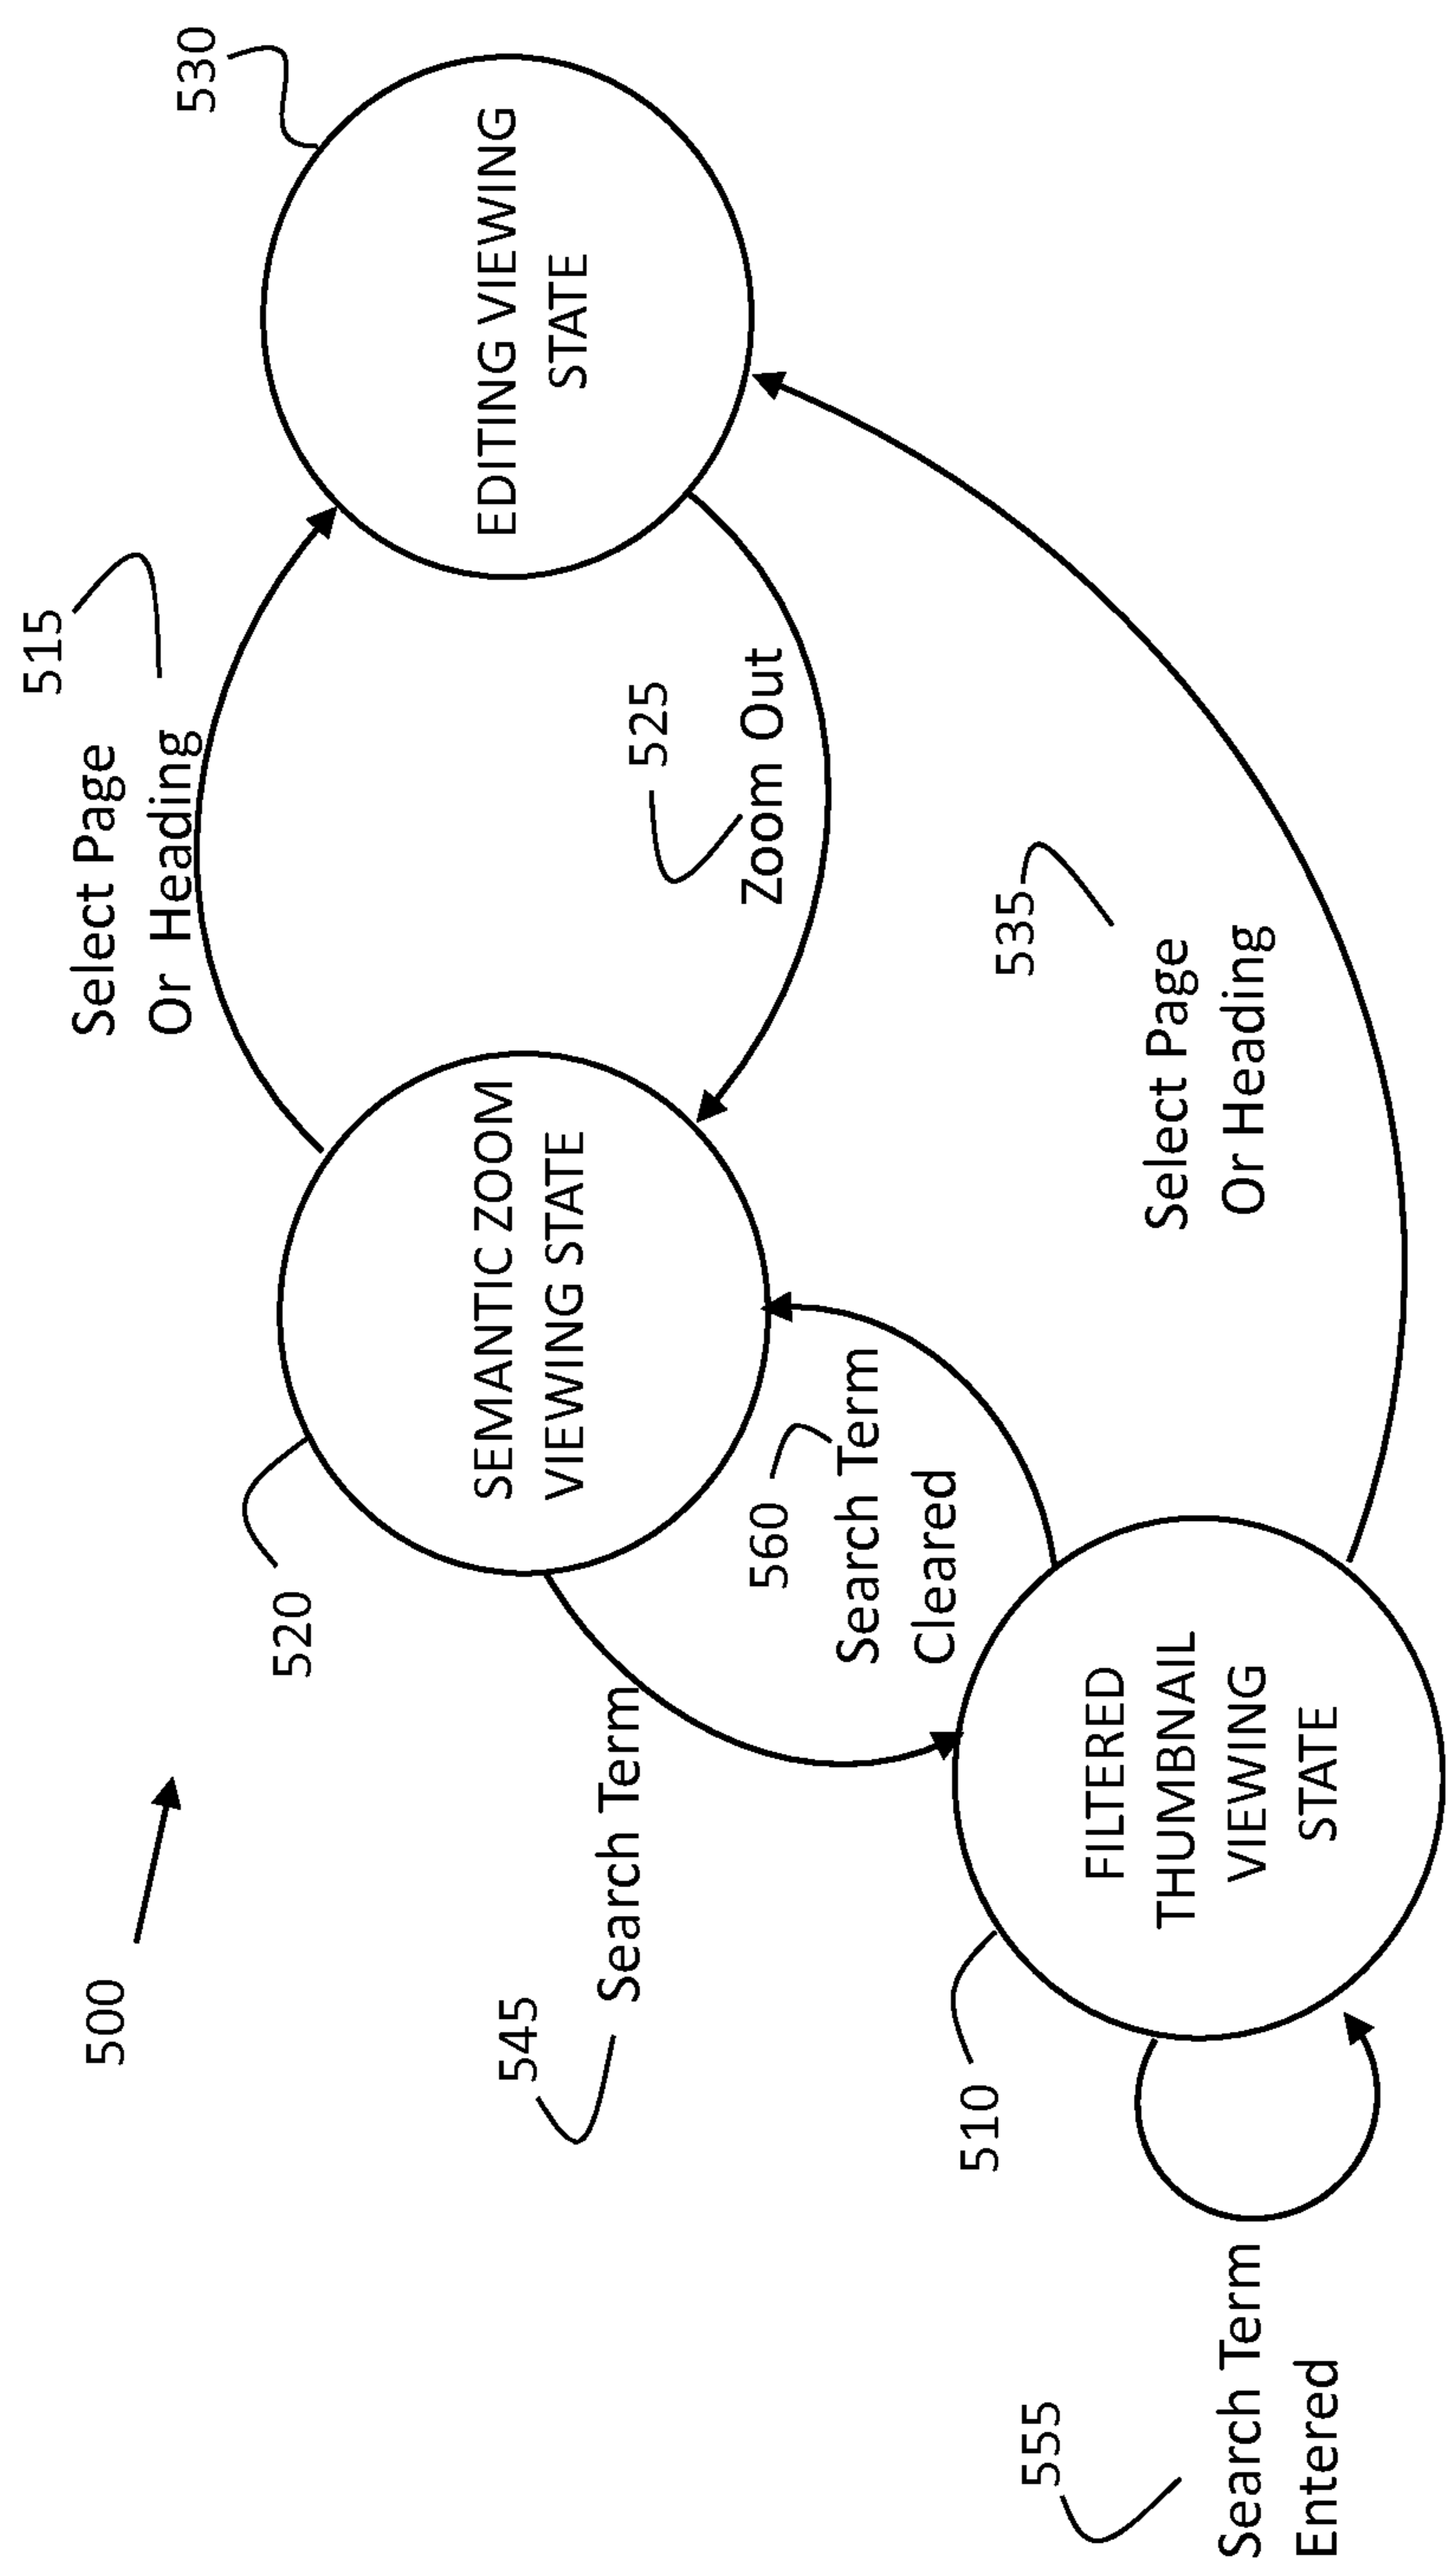 500
520
515
Select Page
Or Heading
530
SEMANTIC ZOOM
VIEWING STATE
EDITING VIEWING
STATE
545
Search Term
525
Zoom Out
560
Search Term
Cleared
510
FILTERED
THUMBNAIL
VIEWING
STATE
535
Select Page
Or Heading
555
Search Term
Entered